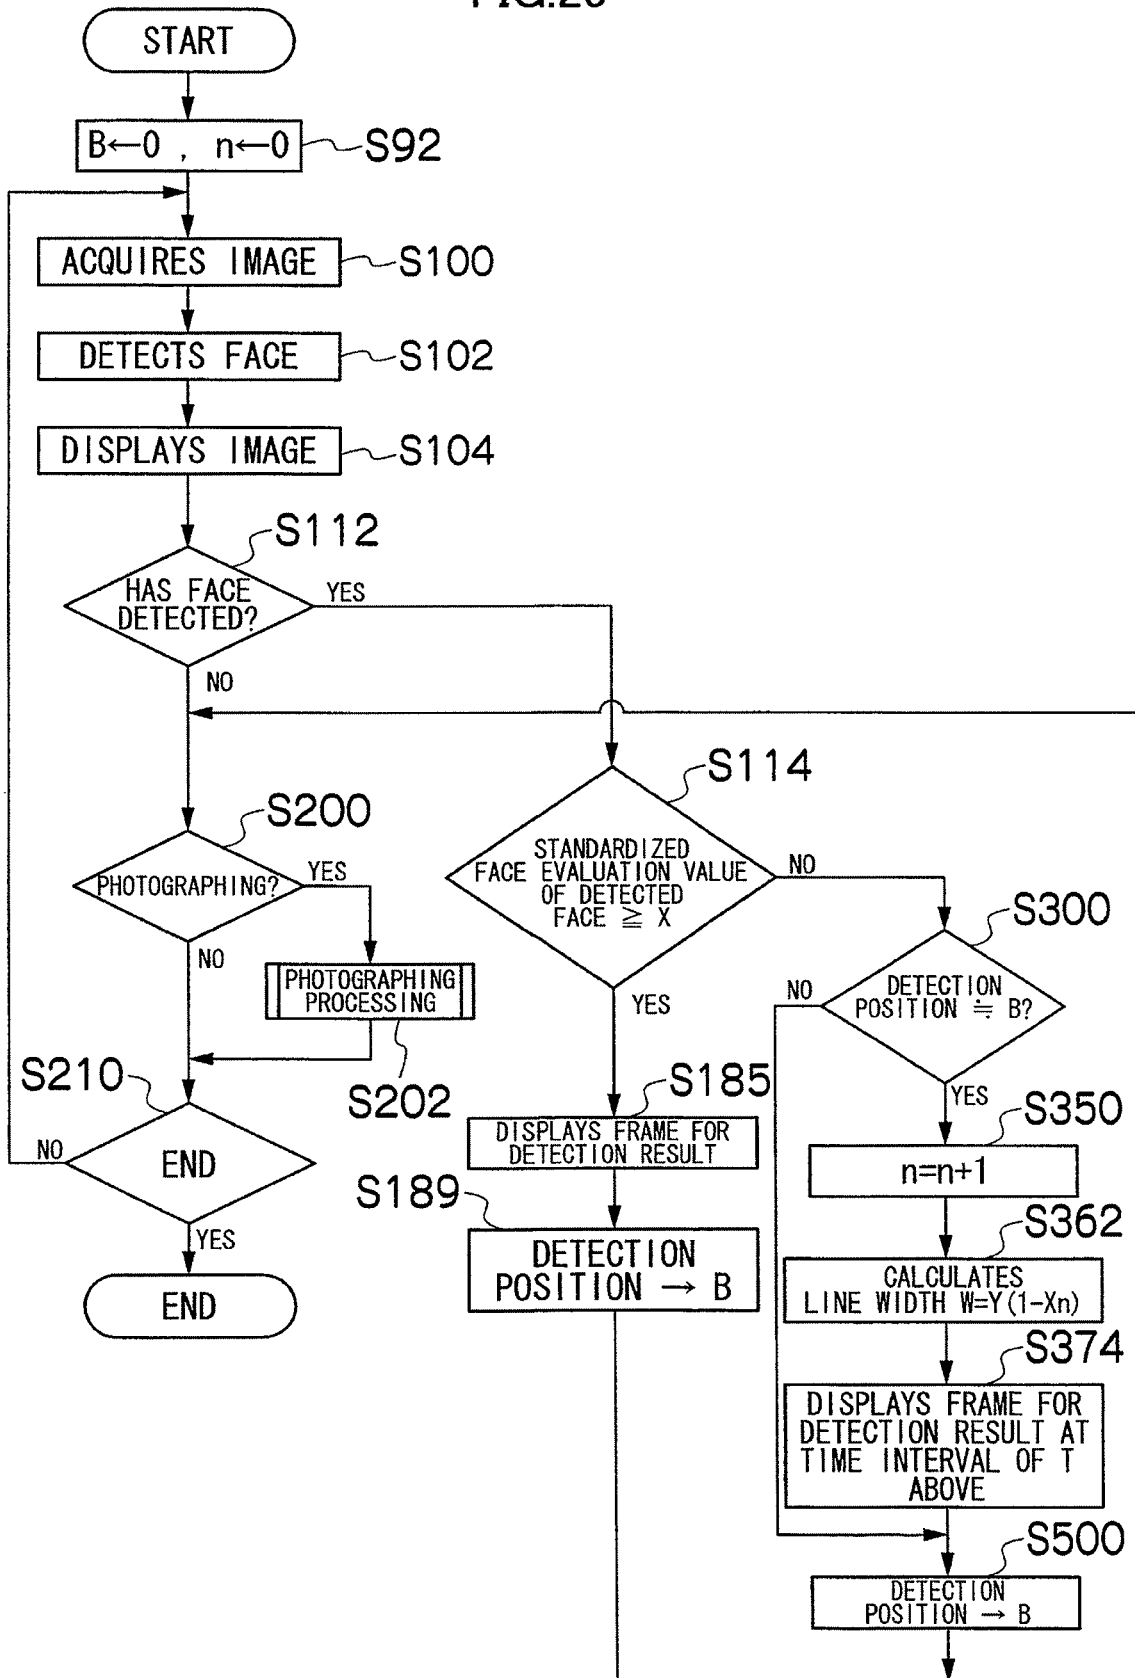 FIG.20
START
B←0 , n←0
S92
ACQUIRES IMAGE
S100
DETECTS FACE
S102
DISPLAYS IMAGE
S104
S112
HAS FACE
DETECTED?
YES
NO
S114
STANDARDIZED
FACE EVALUATION VALUE
OF DETECTED
FACE ≧ X
NO
YES
S200
PHOTOGRAPHING?
YES
NO
PHOTOGRAPHING
PROCESSING
S202
S210
END
NO
YES
END
S185
DISPLAYS FRAME FOR
DETECTION RESULT
S189
DETECTION
POSITION → B
S300
DETECTION
POSITION ≒ B?
NO
YES
S350
n=n+1
S362
CALCULATES
LINE WIDTH W=Y(1-Xn)
S374
DISPLAYS FRAME FOR
DETECTION RESULT AT
TIME INTERVAL OF T
ABOVE
S500
DETECTION
POSITION → B